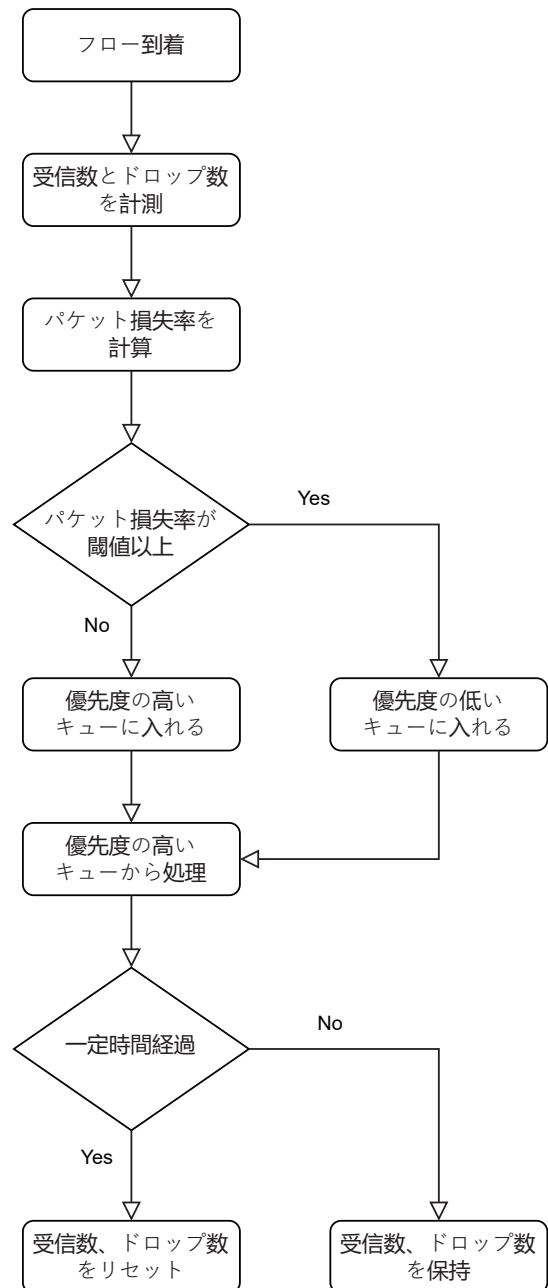 フロー到着
受信数とドロップ数
を計測
パケット損失率を
計算
パケット損失率が
閾値以上
Yes
No
優先度の高い
キューに入れる
優先度の低い
キューに入れる
優先度の高い
キューから処理
一定時間経過
No
Yes
受信数、ドロップ数
をリセット
受信数、ドロップ数
を保持